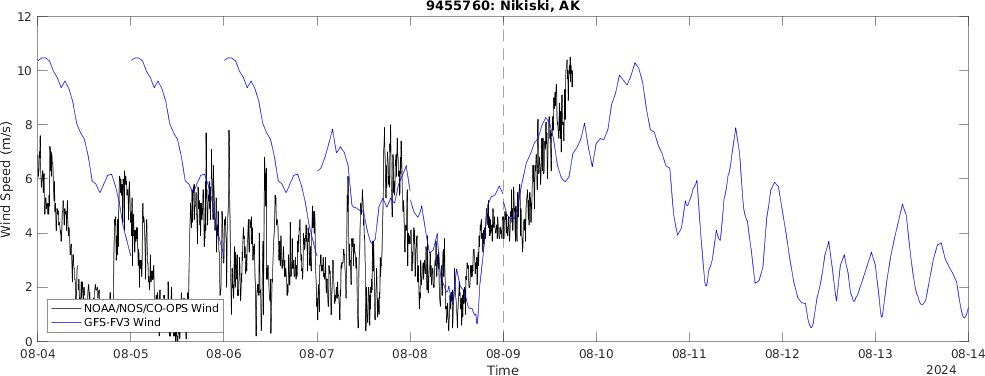 9455760: Nikiski, AK
Wind Speed (m/s)
12
10
8
6
4
2
0
NOAA/NOS/CO-OPS Wind
GFS-FV3 Wind
08-04 08-05 08-06 08-07 08-08 08-09 08-10 08-11 08-12 08-13 08-14
Time
2024